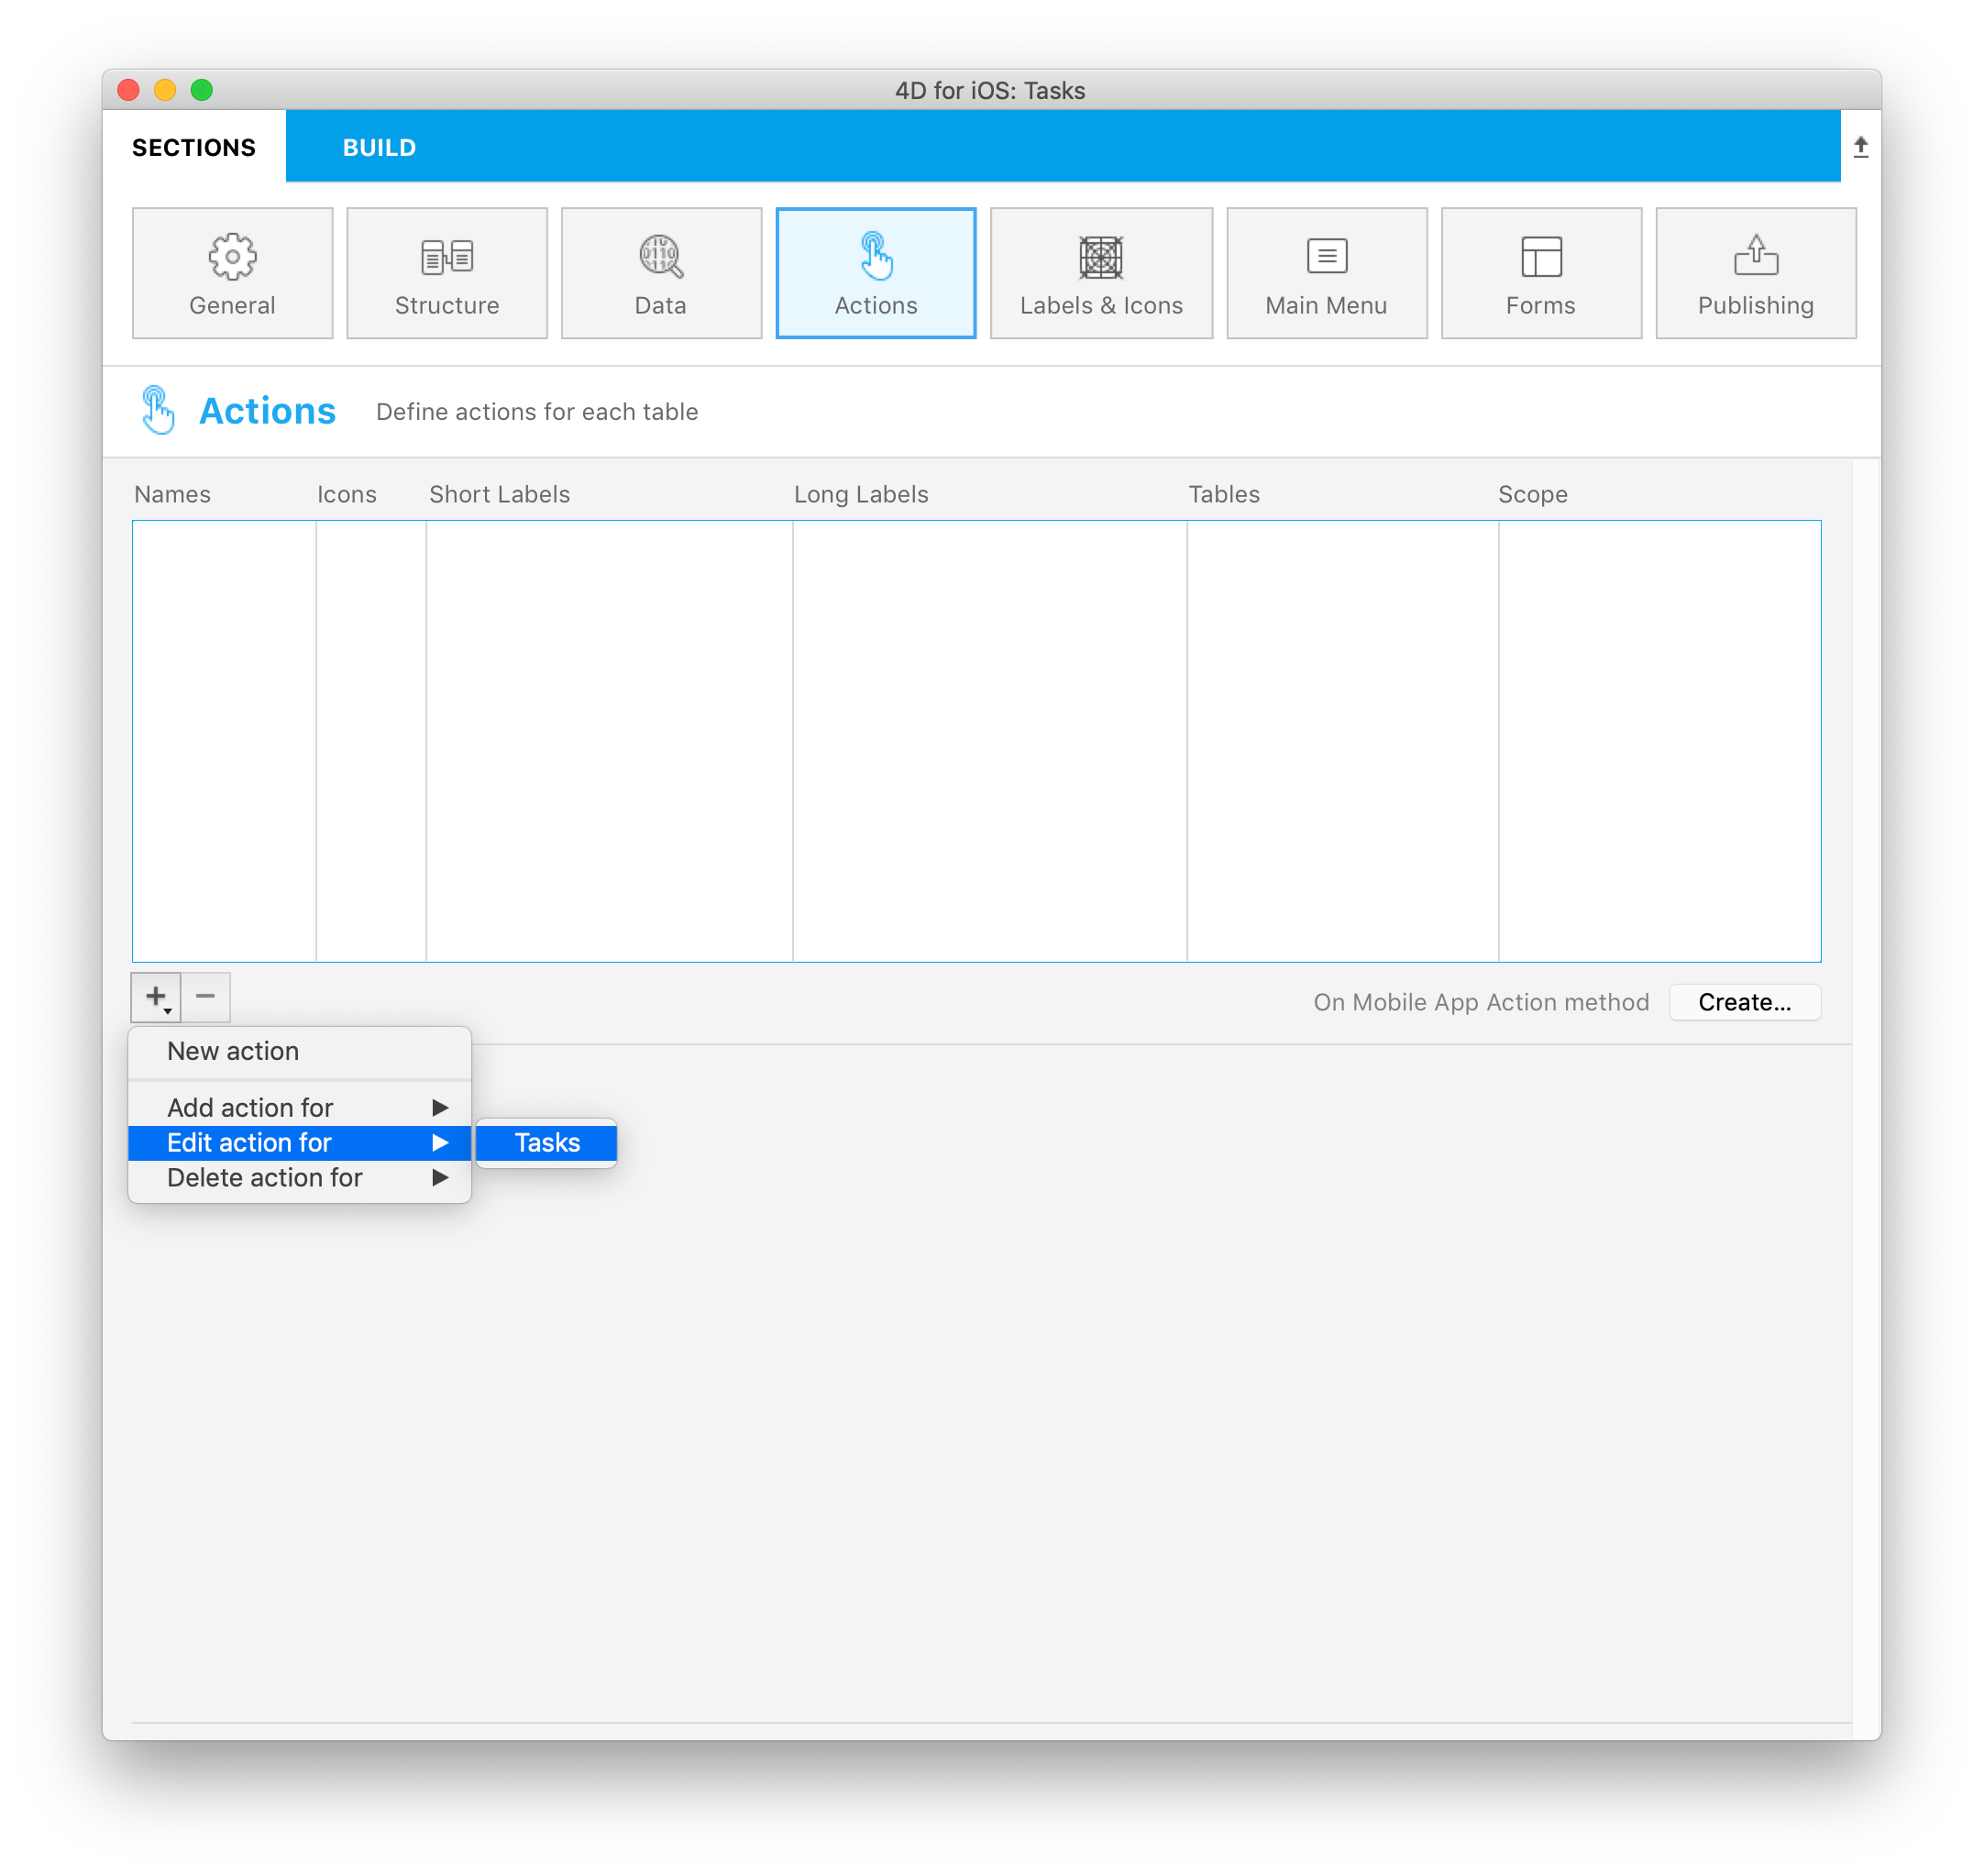 4D for iOS: Tasks
SECTIONS BUILD
General Structure Data Actions Labels & Icons Main Menu Forms Publishing
Actions Define actions for each table
Names Icons Short Labels Long Labels Tables Scope
On Mobile App Action method Create...
New action
Add action for
Edit action for Tasks
Delete action for